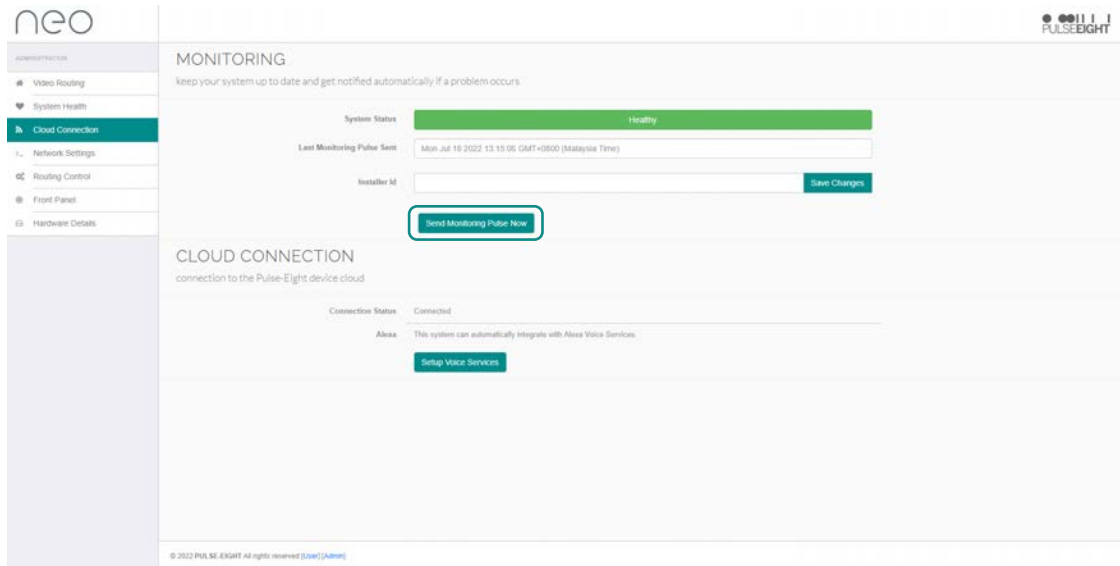 neo
PULSEEIGHT
ADMINISTRATION
Video Routing
System Health
Cloud Connection
Network Settings
Routing Control
Front Panel
Hardware Details
MONITORING
keep your system up to date and get notified automatically if a problem occurs
System Status Healthy
Last Monitoring Pulse Sent Mon Jul 18 2022 13:15:06 GMT+0800 (Malaysia Time)
Installer Id Save Changes
Send Monitoring Pulse Now
CLOUD CONNECTION
connection to the Pulse-Eight device cloud
Connection Status Connected
Alexa This system can automatically integrate with Alexa Voice Services.
Setup Voice Services
© 2022 PULSE-EIGHT All rights reserved [User] [Admin]